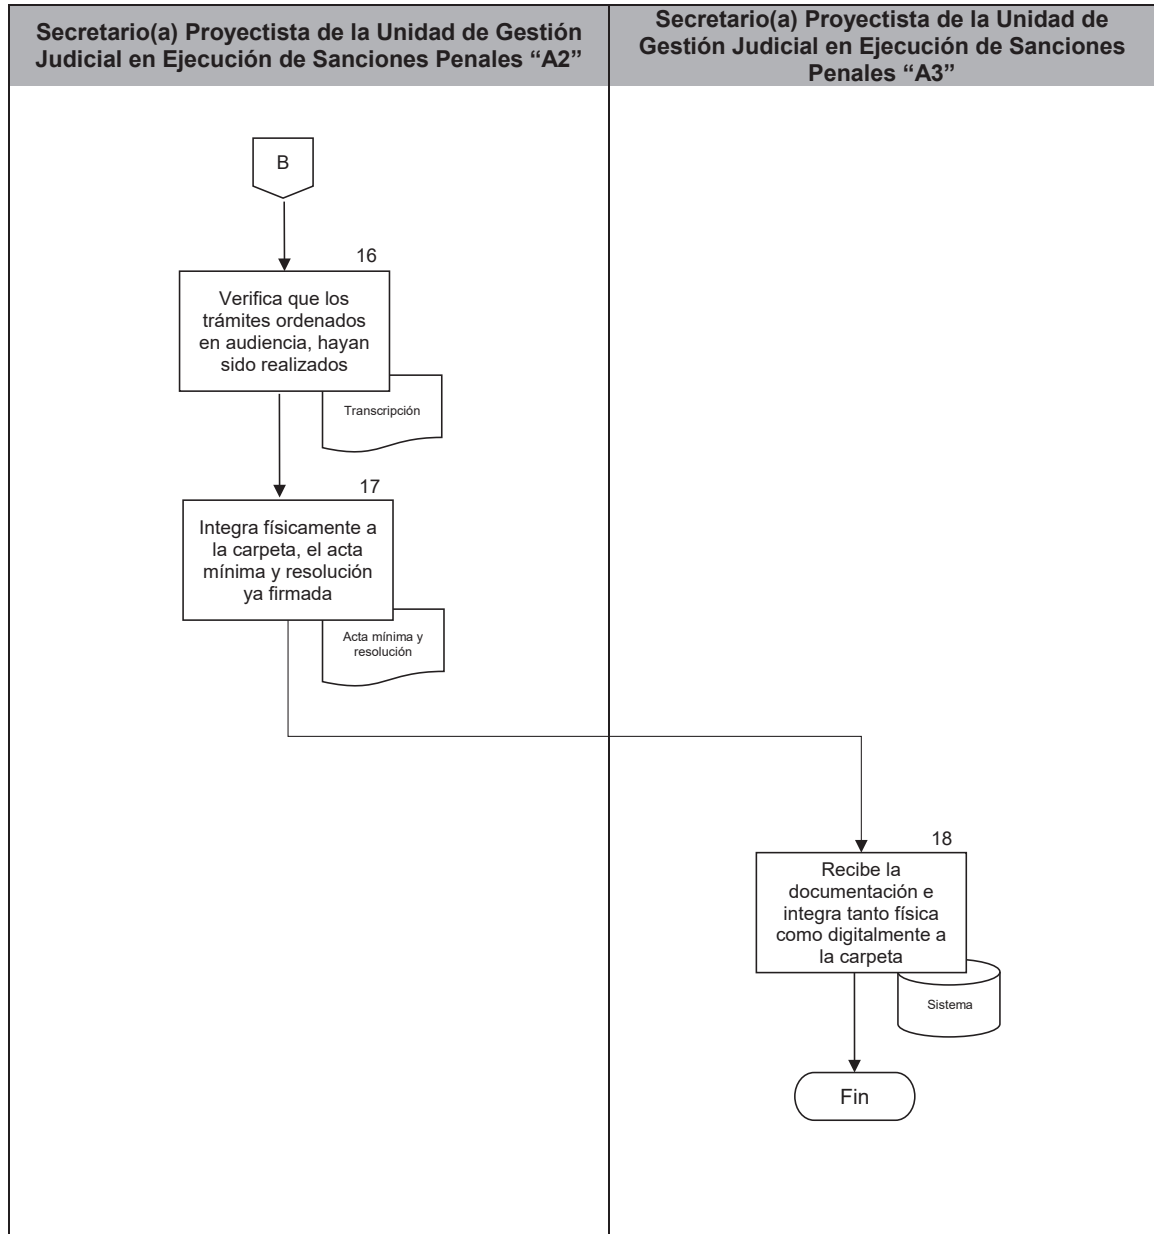 Secretario(a) Proyectista de la Unidad de Gestión
Judicial en Ejecución de Sanciones Penales “A2”
Secretario(a) Proyectista de la Unidad de
Gestión Judicial en Ejecución de Sanciones
Penales “A3”
B
16
Verifica que los
trámites ordenados
en audiencia, hayan
sido realizados
Transcripción
17
Integra físicamente a
la carpeta, el acta
mínima y resolución
ya firmada
Acta mínima y
resolución
18
Recibe la
documentación e
integra tanto física
como digitalmente a
la carpeta
Sistema
Fin